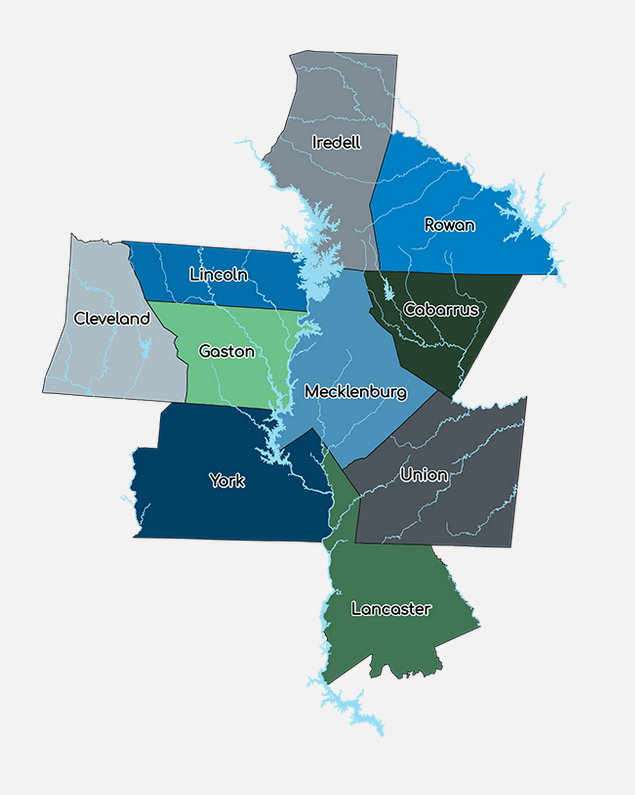 Iredell
Rowan
Lincoln
Cleveland
Cabarrus
Gaston
Mecklenburg
Union
York
Lancaster